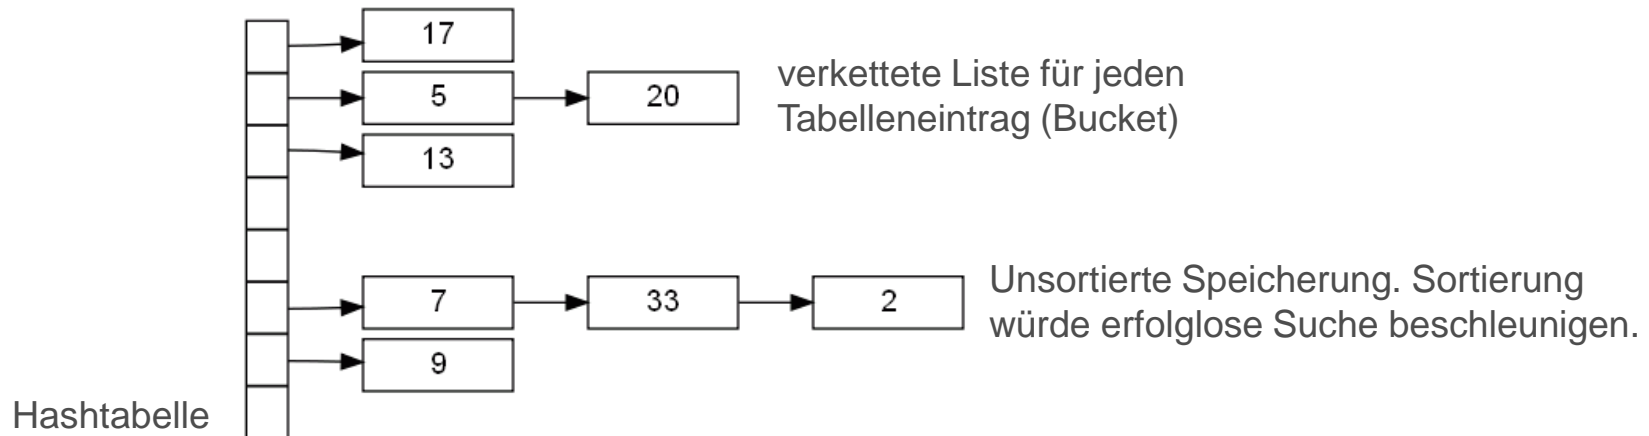 17
5
20
verkettete Liste für jeden
Tabelleneintrag (Bucket)
13
7
33
2
Unsortierte Speicherung. Sortierung
würde erfolglose Suche beschleunigen.
9
Hashtabelle